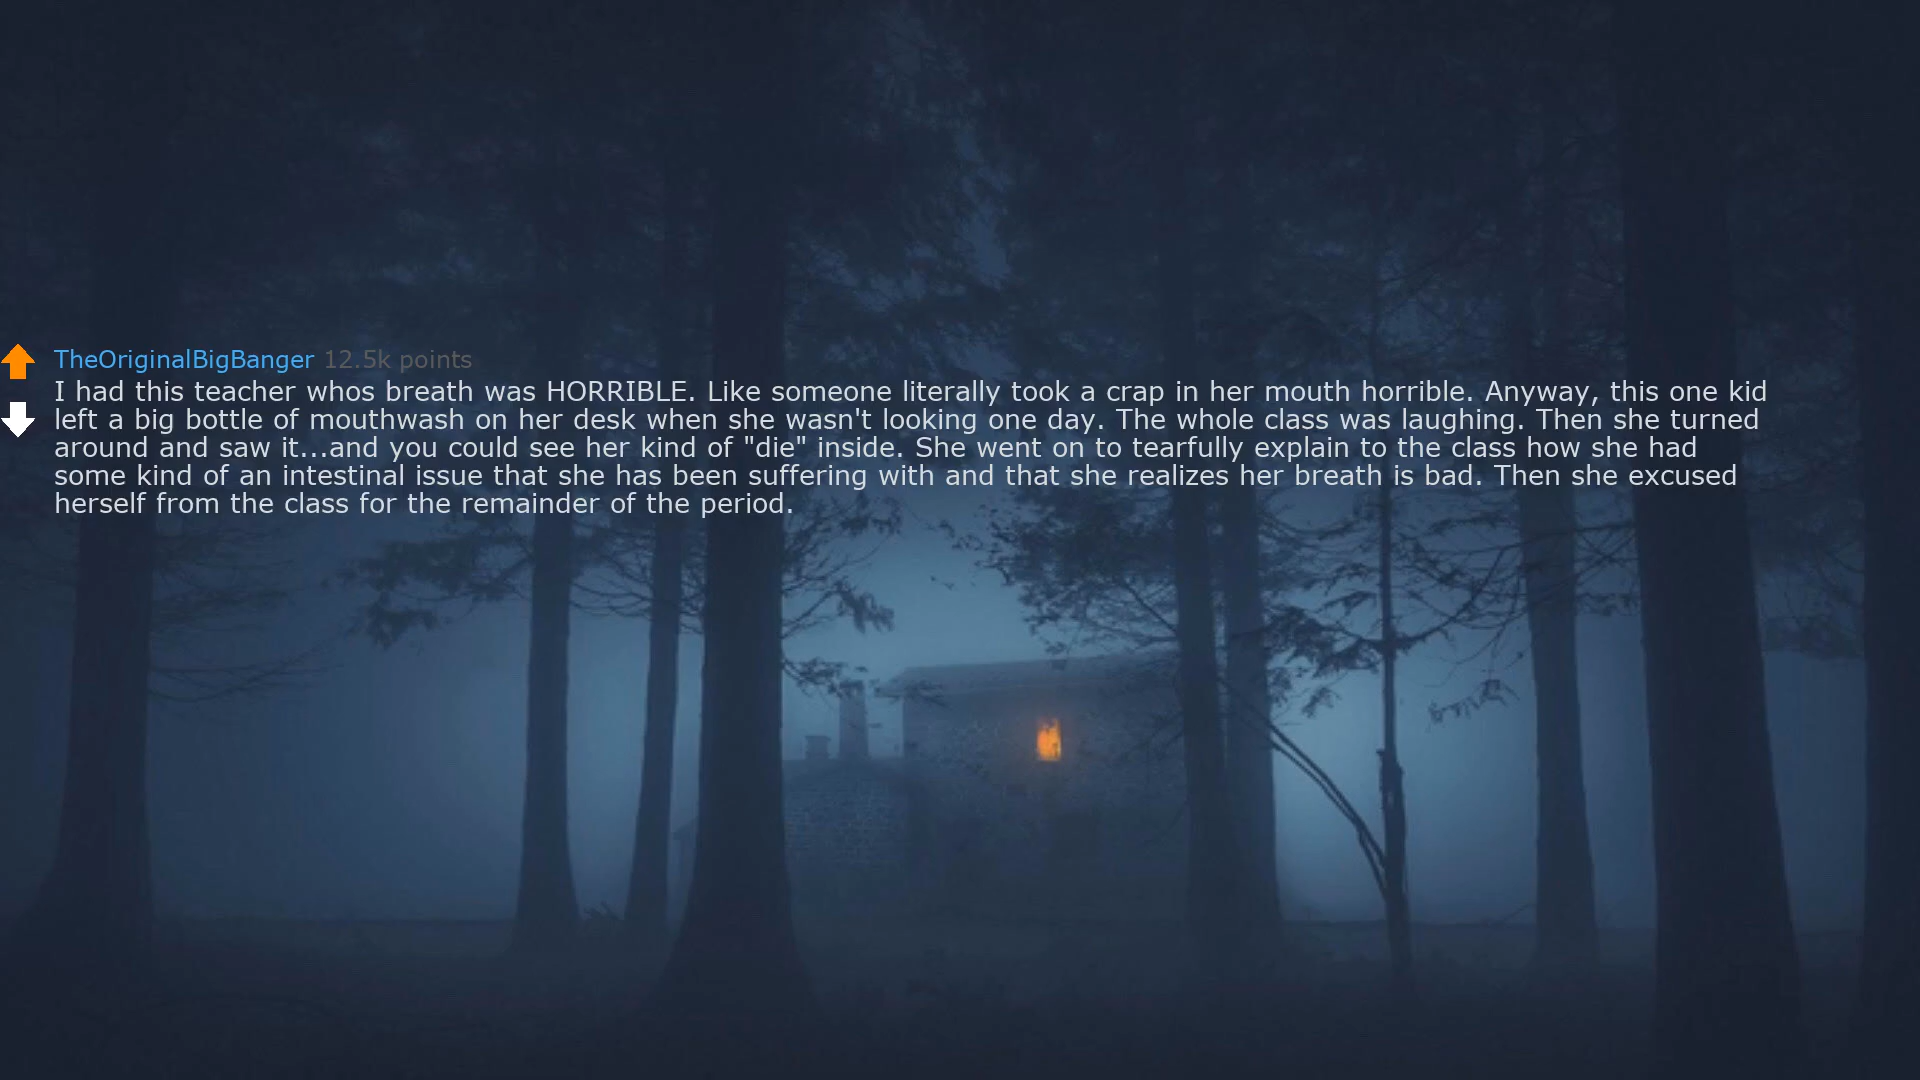 TheOriginalBigBanger 12.5k points
I had this teacher whos breath was HORRIBLE. Like someone literally took a crap in her mouth horrible. Anyway, this one kid
left a big bottle of mouthwash on her desk when she wasn't looking one day. The whole class was laughing. Then she turned
around and saw it...and you could see her kind of "die" inside. She went on to tearfully explain to the class how she had
some kind of an intestinal issue that she has been suffering with and that she realizes her breath is bad. Then she excused
herself from the class for the remainder of the period.